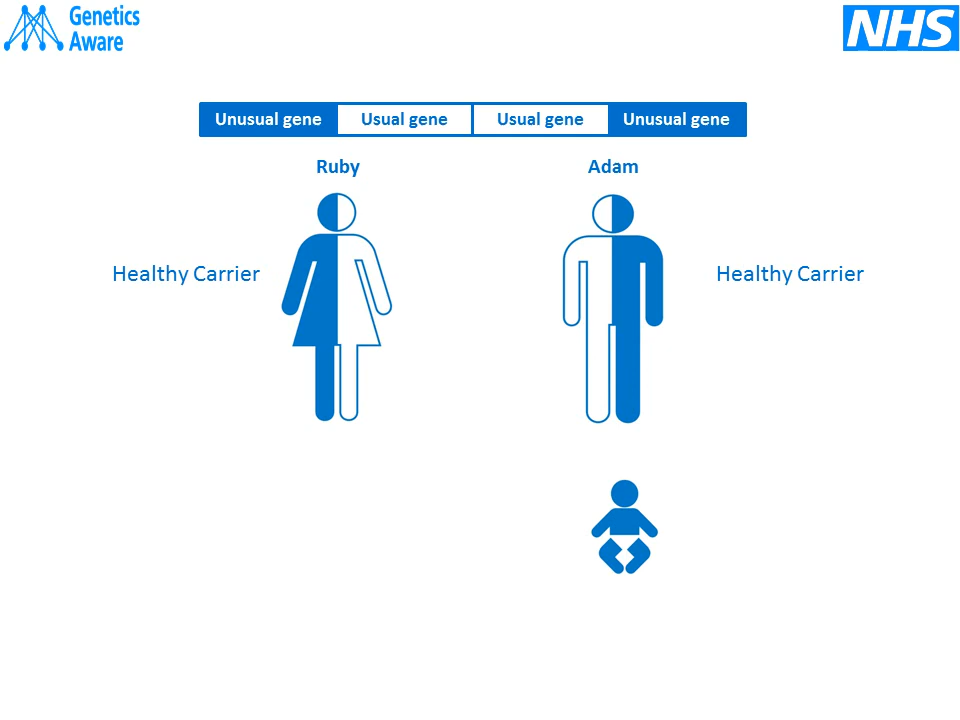 Genetics
Aware
NHS
Unusual gene Usual gene Usual gene Unusual gene
Ruby Adam
Healthy Carrier Healthy Carrier